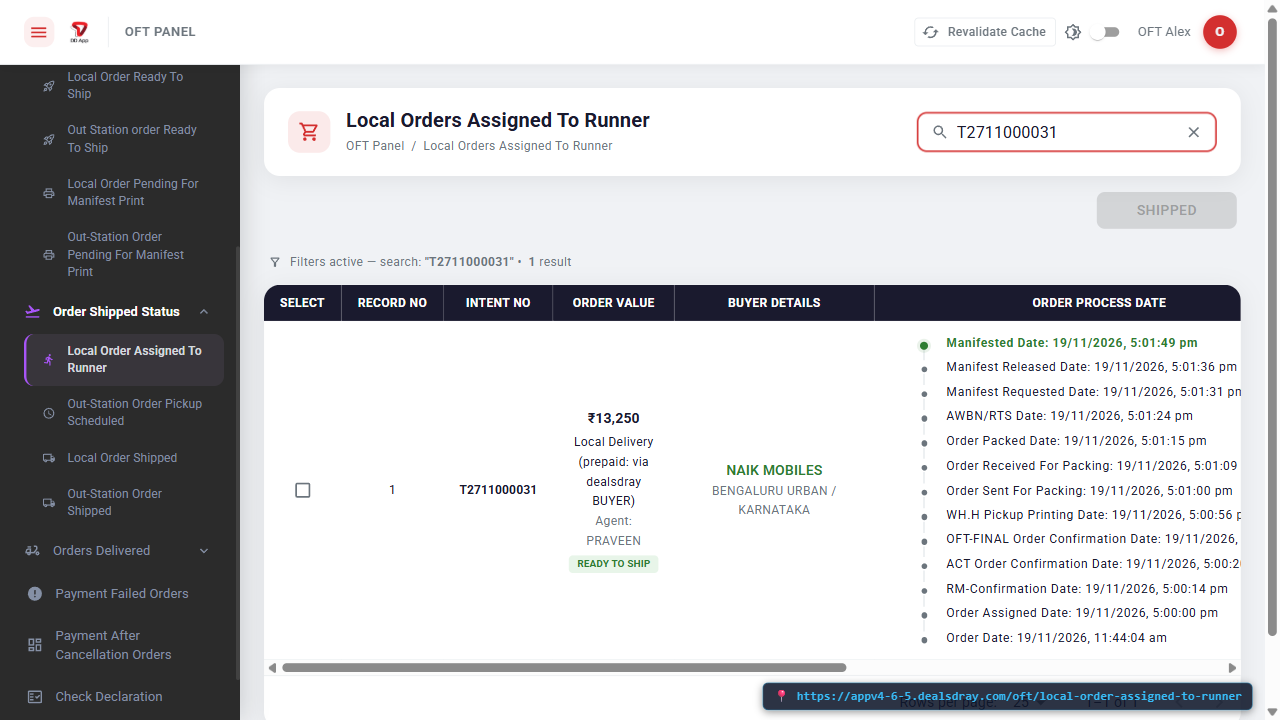 DD App
OFT PANEL
Revalidate Cache
OFT Alex
O
Local Order Ready To
Ship
Out Station order Ready
To Ship
Local Order Pending For
Manifest Print
Out-Station Order
Pending For Manifest
Print
Order Shipped Status
Local Order Assigned To
Runner
Out-Station Order Pickup
Scheduled
Local Order Shipped
Out-Station Order
Shipped
Orders Delivered
Payment Failed Orders
Payment After
Cancellation Orders
Check Declaration
Local Orders Assigned To Runner
OFT Panel / Local Orders Assigned To Runner
T2711000031
SHIPPED
Filters active — search: "T2711000031" • 1 result
SELECT RECORD NO INTENT NO ORDER VALUE BUYER DETAILS ORDER PROCESS DATE
1
T2711000031
₹13,250
Local Delivery
(prepaid: via
dealsdray
BUYER)
Agent:
PRAVEEN
READY TO SHIP
NAIK MOBILES
BENGALURU URBAN /
KARNATAKA
Manifested Date: 19/11/2026, 5:01:49 pm
Manifest Released Date: 19/11/2026, 5:01:36 pm
Manifest Requested Date: 19/11/2026, 5:01:31 pm
AWBN/RTS Date: 19/11/2026, 5:01:24 pm
Order Packed Date: 19/11/2026, 5:01:15 pm
Order Received For Packing: 19/11/2026, 5:01:09
Order Sent For Packing: 19/11/2026, 5:01:00 pm
WH.H Pickup Printing Date: 19/11/2026, 5:00:56 p
OFT-FINAL Order Confirmation Date: 19/11/2026,
ACT Order Confirmation Date: 19/11/2026, 5:00:20
RM-Confirmation Date: 19/11/2026, 5:00:14 pm
Order Assigned Date: 19/11/2026, 5:00:00 pm
Order Date: 19/11/2026, 11:44:04 am
https://appv4-6-5.dealsdray.com/oft/local-order-assigned-to-runner
Rows per page: 25 1–1 of 1